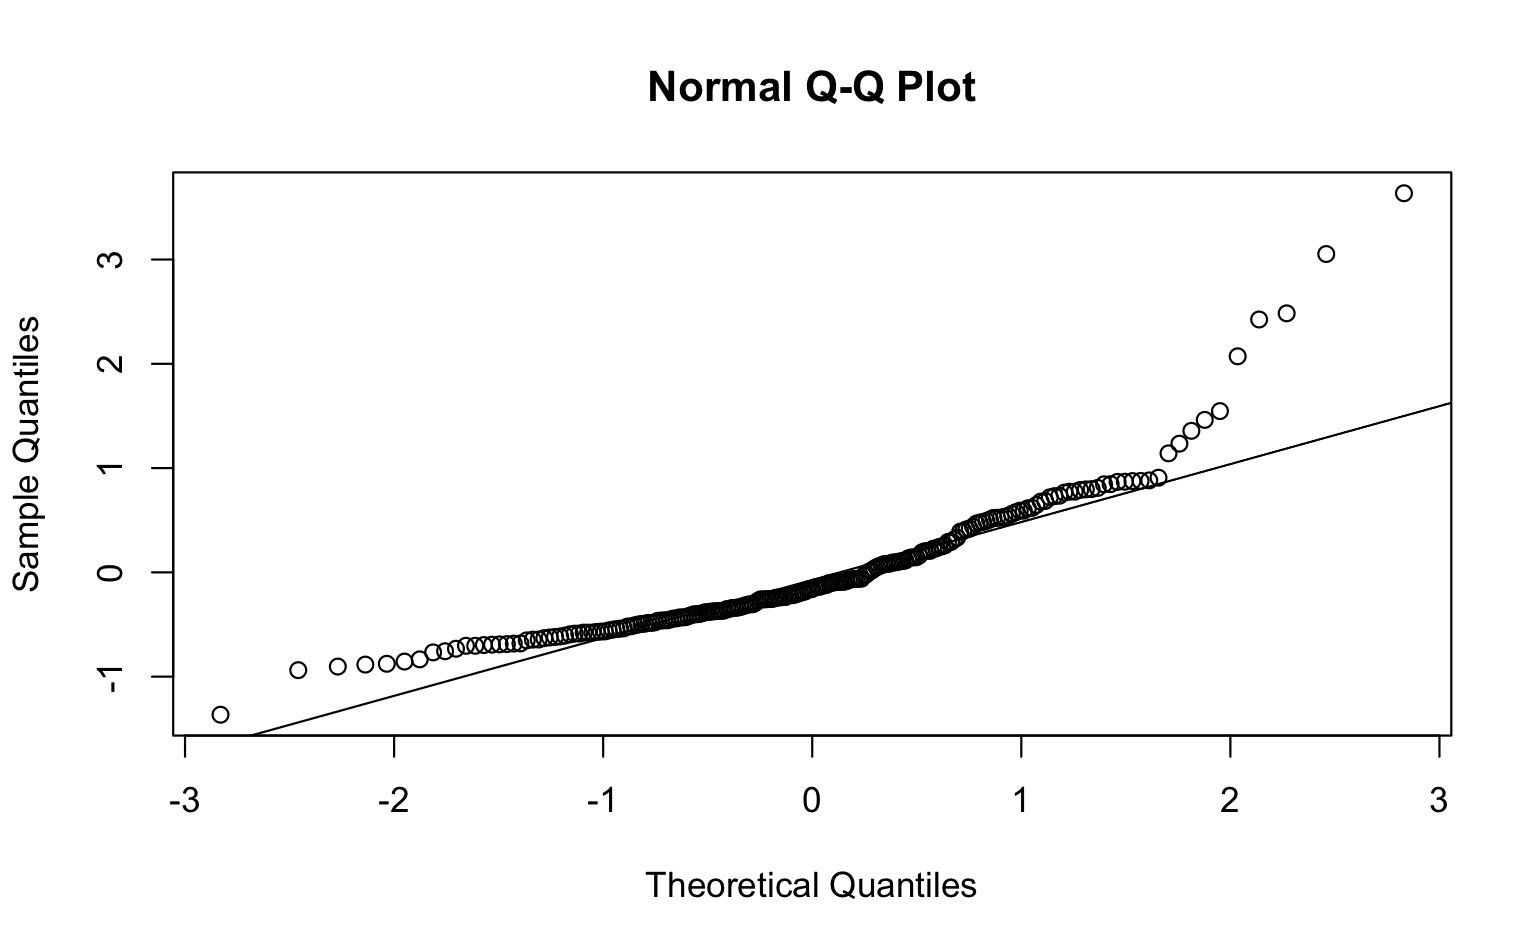 Normal Q-Q Plot
Sample Quantiles
3
2
1
0
-1
-3 -2 -1 0 1 2 3
Theoretical Quantiles